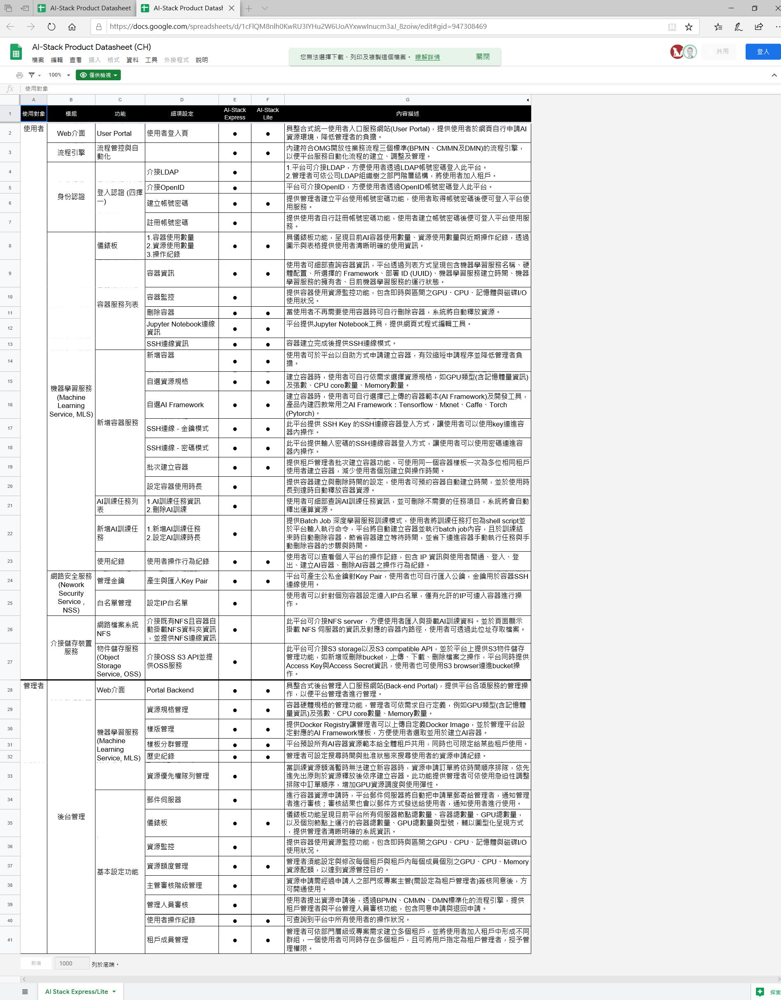 AI-Stack Product Datasheet
AI-Stack Product Datash
https://docs.google.com/spreadsheets/d/1cFlQM8nlh0KwRU3IYHu2W6UoAYxwwInucm3aJ_8zoiw/edit#gid=947308469
AI-Stack Product Datasheet (CH)
檔案 編輯 查看 插入 格式 資料 工具 外掛程式 說明
您無法選擇下載、列印及複製這個檔案。 瞭解詳情 關閉
共用
登入
100%
僅供檢視
fx 使用對象
A B C D E F G
1 使用對象 模組 功能 細項設定 AI-Stack Express AI-Stack Lite 內容描述
使用者
2 Web介面 User Portal 使用者登入頁 ● ●
具整合式統一使用者入口服務網站(User Portal),提供使用者於網頁自行申請AI
資源環境,降低管理者的負擔。
3 流程引擎 流程管控與自
動化 ● ●
內建符合OMG開放性業務流程三個標準(BPMN、CMMN及DMN)的流程引擎,
以便平台服務自動化流程的建立、調整及管理。
身份認證
登入認證 (四擇
一)
4 介接LDAP ●
1.平台可介接LDAP,方便使用者透過LDAP帳號密碼登入此平台。
2.管理者可依公司LDAP組織樹之部門階層結構,將使用者加入租戶。
5 介接OpenID ● 平台可介接OpenID,方便使用者透過OpenID帳號密碼登入此平台。
6 建立帳號密碼 ● ●
提供管理者建立平台使用帳號密碼功能,使用者取得帳號密碼後便可登入平台使
用服務。
7 註冊帳號密碼 ●
提供使用者自行註冊帳號密碼功能,使用者建立帳號密碼後便可登入平台使用服
務。
機器學習服務
(Machine
Learning
Service, MLS)
8 儀錶板
1.容器使用數量
2.資源使用數量
3.操作紀錄 ● ●
具儀錶板功能,呈現目前AI容器使用數量、資源使用數量與近期操作紀錄,透過
圖示與表格提供使用者清晰明確的使用資訊。
容器服務列表
9 容器資訊 ● ●
使用者可細部查詢容器資訊,平台透過列表方式呈現包含機器學習服務名稱、硬
體配置、所選擇的 Framework、部署 ID (UUID)、機器學習服務建立時間、機器
學習服務的擁有者、目前機器學習服務的運行狀態。
10 容器監控 ●
提供容器使用資源監控功能,包含即時與區間之GPU、CPU、記憶體與磁碟I/O
使用狀況。
11 刪除容器 ● ● 當使用者不再需要使用容器時可自行刪除容器,系統將自動釋放資源。
12 Jupyter Notebook連線
資訊 ● ● 平台提供Jupyter Notebook工具,提供網頁式程式編輯工具。
13 SSH連線資訊 ● ● 容器建立完成後提供SSH連線模式。
新增容器服務
14 新增容器 ● ●
使用者可於平台以自助方式申請建立容器,有效縮短申請程序並降低管理者負
擔。
15 自選資源規格 ● ●
建立容器時,使用者可自行依需求選擇資源規格,如GPU類型(含記憶體量資訊)
及張數、CPU core數量、Memory數量。
16 自選AI Framework ● ●
建立容器時,使用者可自行選擇已上傳的容器範本(AI Framework)及開發工具,
產品內建四款常用之AI Framework:Tensorflow、Mxnet、Caffe、Torch
(Pytorch)。
17 SSH連線 - 金鑰模式 ● ●
此平台提供 SSH Key 的SSH連線容器登入方式,讓使用者可以使用key連進容
器內操作。
18 SSH連線 - 密碼模式 ● ●
此平台提供輸入密碼的SSH連線容器登入方式,讓使用者可以使用密碼連進容
器內操作。
19 批次建立容器 ● ●
提供租戶管理者批次建立容器功能,可使用同一個容器樣板一次為多位相同租戶
使用者建立容器,減少使用者個別建立與操作時間。
20 設定容器使用時長 ●
提供容器建立與刪除時間的設定,使用者可預約容器自動建立時間,並於使用時
長到達時自動釋放容器資源。
21 AI訓練任務列
表
1.AI訓練任務資訊
2.刪除AI訓練 ●
使用者可細部查詢AI訓練任務資訊,並可刪除不需要的任務項目,系統將會自動
釋出運算資源。
22 新增AI訓練任
務
1.新增AI訓練任務
2.設定AI訓練時長 ●
提供Batch Job 深度學習服務訓練模式,使用者將訓練任務打包為shell script並
於平台輸入執行命令,平台將自動建立容器並執行batch job內容,且於訓練結
束時自動刪除容器,節省容器建立等待時間,並省下連進容器手動執行任務與手
動刪除容器的步驟與時間。
23 使用紀錄 使用者操作行為紀錄 ● ●
使用者可以查看個人平台的操作記錄,包含 IP 資訊與使用者開通、登入、登
出、建立AI容器、刪除AI容器之操作行為紀錄。
網路安全服務
(Nework
Security
Service ,
NSS)
24 管理金鑰 產生與匯入Key Pair ● ●
平台可產生公私金鑰對Key Pair,使用者也可自行匯入公鑰,金鑰用於容器SSH
連線使用。
25 白名單管理 設定IP白名單 ●
使用者可以針對個別容器設定連入IP白名單,僅有允許的IP可連入容器進行操
作。
介接儲存裝置
服務
26 網路檔案系統
NFS
介接既有NFS且容器自
動掛載NFS資料夾資訊
,並提供NFS連線資訊 ●
此平台可介接NFS server,方便使用者匯入與掛載AI訓練資料。並於頁面顯示
掛載 NFS 伺服器的資訊及對應的容器內路徑,使用者可透過此位址存取檔案。
27 物件儲存服務
(Object
Storage
Service, OSS)
介接OSS S3 API並提
供OSS服務 ●
此平台可介接S3 storage以及S3 compatible API,並於平台上提供S3物件儲存
管理功能,如新增或刪除bucket,上傳、下載、刪除檔案之操作,平台同時提供
Access Key與Access Secret資訊,使用者也可使用S3 browser連進bucket操
作。
管理者
後台管理
28 Web介面 Portal Backend ● ●
具整合式後台管理入口服務網站(Back-end Portal),提供平台各項服務的管理操
作,以便平台管理者進行管理。
機器學習服務
(Machine
Learning
Service, MLS)
29 資源規格管理 ● ●
容器硬體規格的管理功能,管理者可依需求自行定義,例如GPU類型(含記憶體
量資訊)及張數、CPU core數量、Memory數量。
30 樣版管理 ● ●
提供Docker Registry讓管理者可以上傳自定義Docker Image,並於管理平台設
定對應的AI Framework樣板,方便使用者選取並用於建立AI容器。
31 樣板分群管理 ● ● 平台預設所有AI容器資源範本給全體租戶共用,同時也可限定給某些租戶使用。
32 歷史紀錄 ● ● 管理者可設定搜尋時間與批准狀態來搜尋使用者的資源申請紀錄。
33 資源優先權隊列管理 ●
當訓練資源額滿暫時無法建立新容器時,資源申請訂單將依時間順序排隊,依先
進先出原則於資源釋放後依序建立容器。此功能提供管理者可依使用急迫性調整
排隊中訂單順序,增加GPU資源調度與使用彈性。
基本設定功能
34 郵件伺服器 ●
進行容器資源申請時,平台郵件伺服器將自動把申請單郵寄給管理者,通知管理
者進行審核;審核結果也會以郵件方式發送給使用者,通知使用者進行使用。
35 儀錶板 ● ●
儀錶板功能呈現目前平台所有伺服器節點總數量、容器總數量、GPU總數量,
以及個別節點上運行的容器總數量、GPU總數量與型號,輔以圖型化呈現方式
,提供管理者清晰明確的系統資訊。
36 資源監控 ●
提供容器使用資源監控功能,包含即時與區間之GPU、CPU、記憶體與磁碟I/O
使用狀況。
37 資源額度管理 ● ●
管理者須能設定與修改每個租戶與租戶內每個成員個別之GPU、CPU、Memory
資源配額,以達到資源管控目的。
38 主管審核階級管理 ●
資源申請需經過申請人之部門或專案主管(需設定為租戶管理者)簽核同意後,方
可開通使用。
39 管理人員審核 ●
使用者提出資源申請後,透過BPMN、CMMN、DMN標準化的流程引擎,提供
租戶管理者與平台管理人員審核功能,包含同意申請與退回申請。
40 使用者操作紀錄 ● ● 可查詢到平台中所有使用者的操作狀況。
41 租戶成員管理 ● ●
管理者可依部門層級或專案需求建立多個租戶,並將使用者加入租戶中形成不同
群組,一個使用者可同時存在多個租戶,且可將用戶指定為租戶管理者,授予管
理權限。
新增 1000 列於底端。
AI Stack Express/Lite
探索